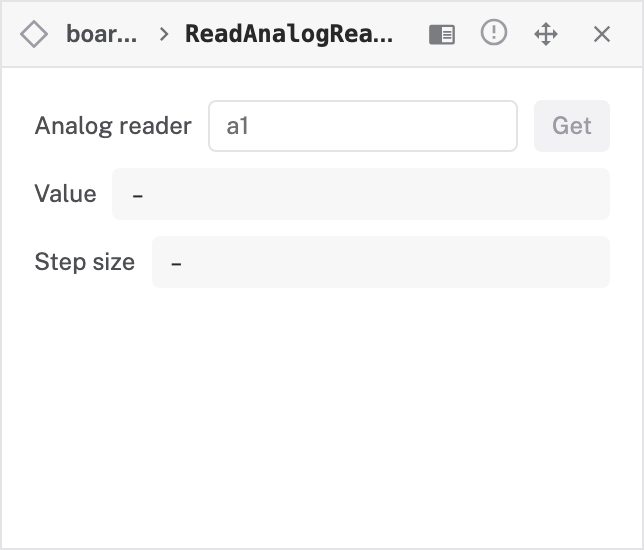 boar... > ReadAnalogRea...
Analog reader a1 Get
Value –
Step size –